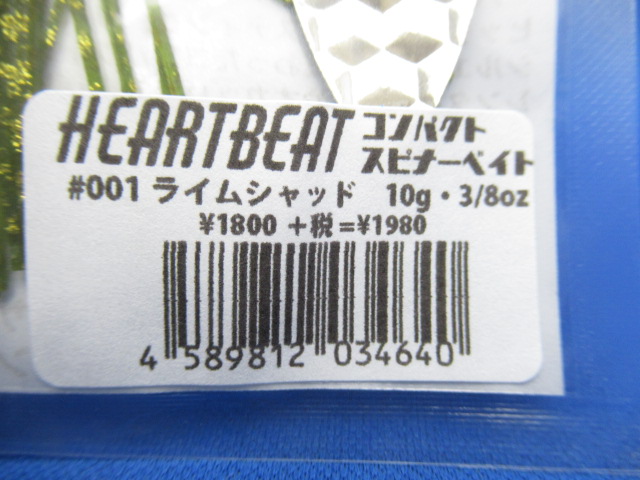 HEARTBEAT コンパクト
スピナーベイト
#001 ライムシャッド 10g・3/8oz
¥1800 +税=¥1980
4 589812 034640